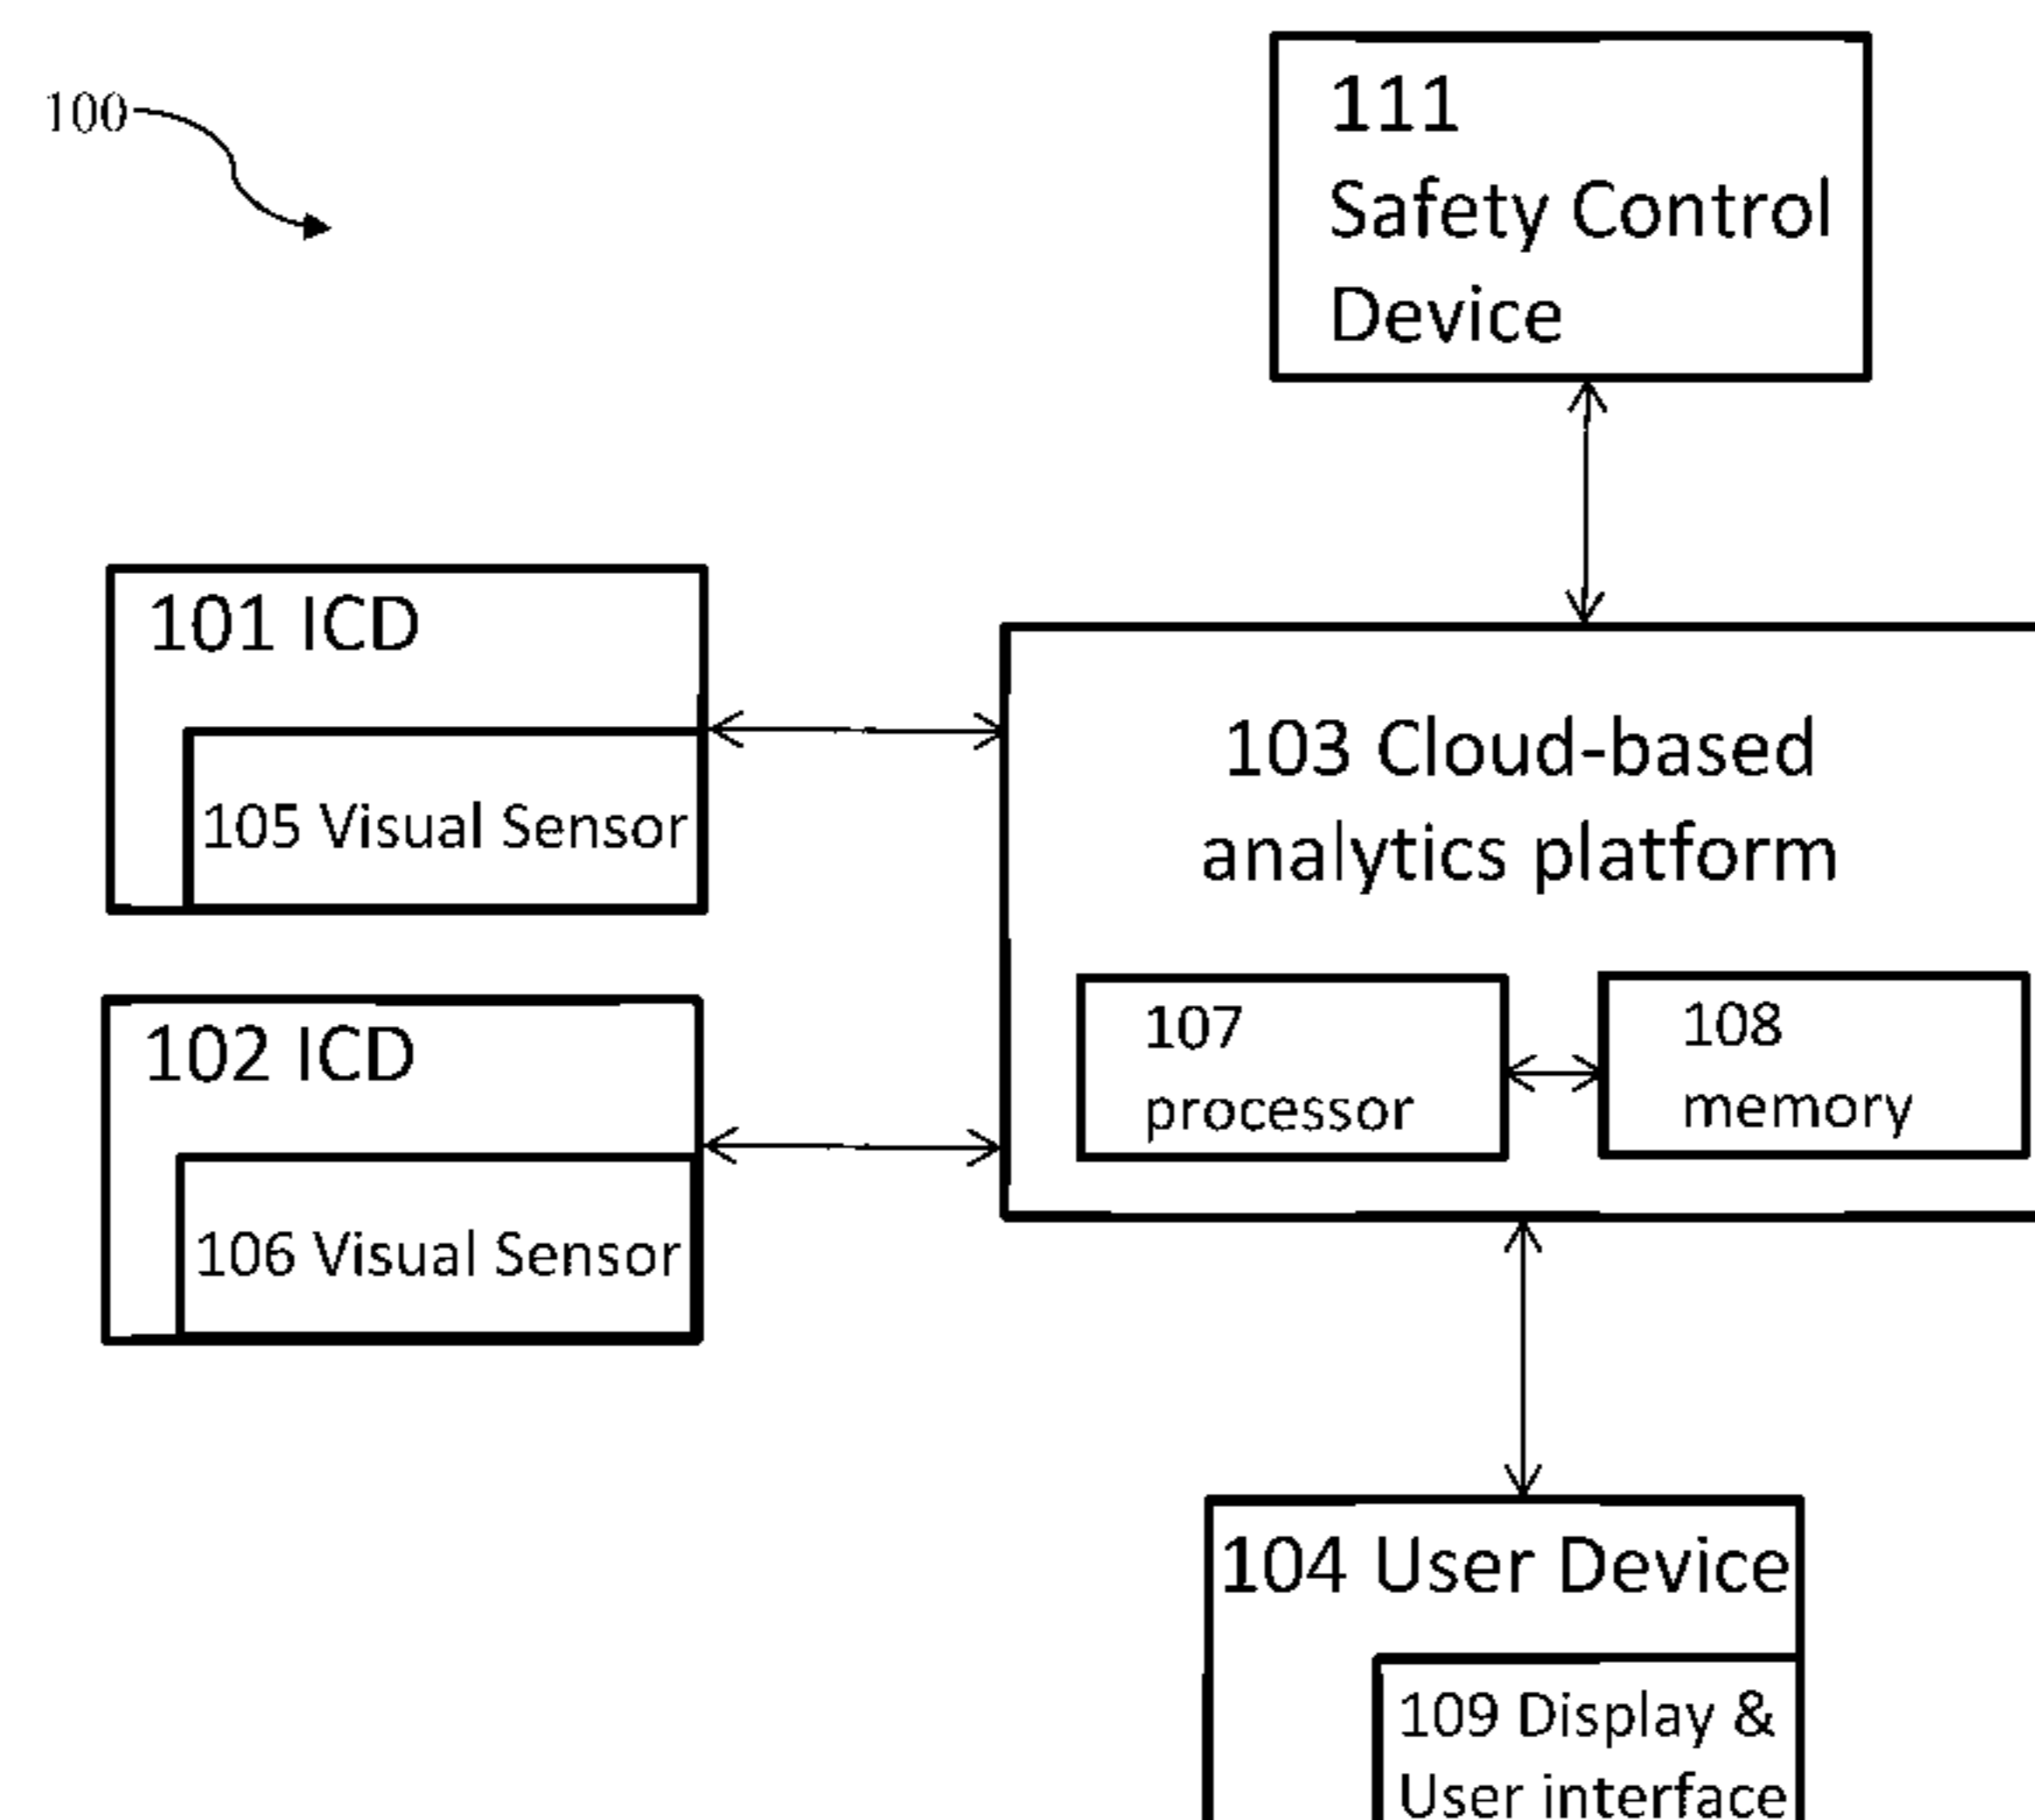 100
111
Safety Control
Device
101 ICD
105 Visual Sensor
103 Cloud-based
analytics platform
102 ICD
107
processor
108
memory
106 Visual Sensor
104 User Device
109 Display &
User interface